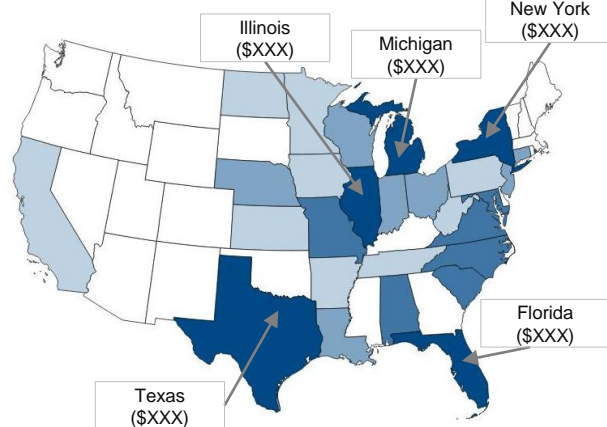 New York
($XXX)
Illinois
($XXX)
Michigan
($XXX)
Florida
($XXX)
Texas
($XXX)